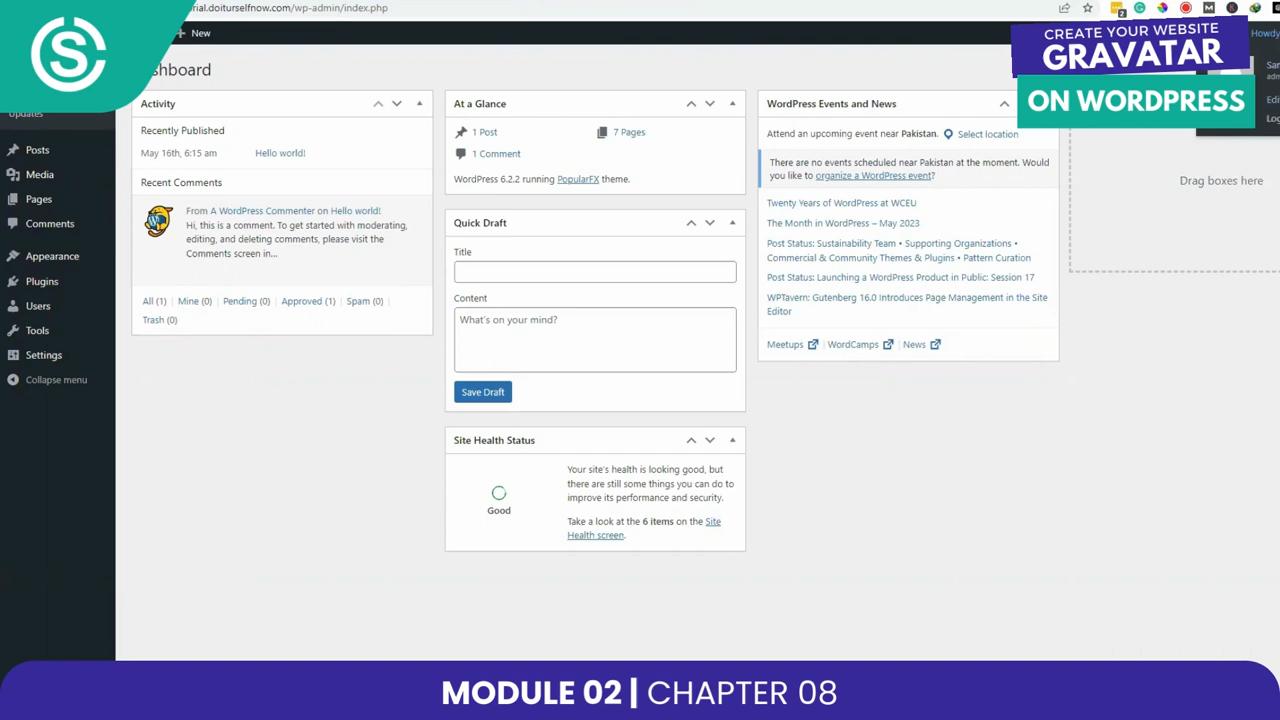 rial.doiturselfnow.com/wp-admin/index.php
New
CREATE YOUR WEBSITE
GRAVATAR
ON WORDPRESS
Howdy
San
adm
Edi
Log
S
shboard
Updates
Posts
Media
Pages
Comments
Appearance
Plugins
Users
Tools
Settings
Collapse menu
Activity
Recently Published
May 16th, 6:15 am Hello world!
Recent Comments
From A WordPress Commenter on Hello world!
Hi, this is a comment. To get started with moderating,
editing, and deleting comments, please visit the
Comments screen in...
All (1) | Mine (0) | Pending (0) | Approved (1) | Spam (0) |
Trash (0)
At a Glance
1 Post 7 Pages
1 Comment
WordPress 6.2.2 running PopularFX theme.
Quick Draft
Title
Content
What's on your mind?
Save Draft
Site Health Status
Good
Your site's health is looking good, but
there are still some things you can do to
improve its performance and security.
Take a look at the 6 items on the Site
Health screen.
WordPress Events and News
Attend an upcoming event near Pakistan. Select location
There are no events scheduled near Pakistan at the moment. Would
you like to organize a WordPress event?
Twenty Years of WordPress at WCEU
The Month in WordPress – May 2023
Post Status: Sustainability Team • Supporting Organizations •
Commercial & Community Themes & Plugins • Pattern Curation
Post Status: Launching a WordPress Product in Public: Session 17
WPTavern: Gutenberg 16.0 Introduces Page Management in the Site
Editor
Meetups | WordCamps | News
Drag boxes here
MODULE 02 | CHAPTER 08